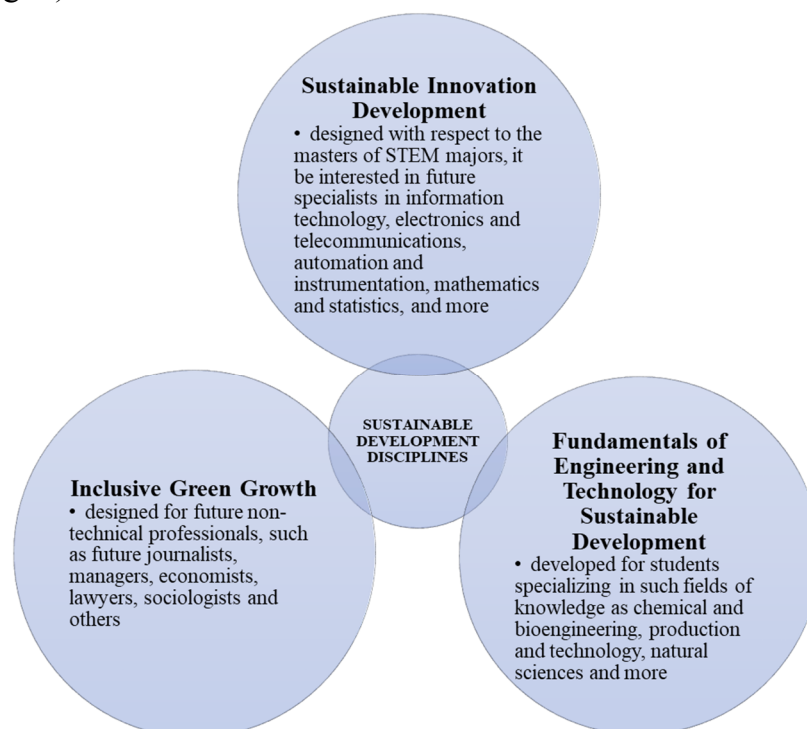 Sustainable Innovation
Development
• designed with respect to the
masters of STEM majors, it
be interested in future
specialists in information
technology, electronics and
telecommunications,
automation and
instrumentation, mathematics
and statistics, and more
SUSTAINABLE
DEVELOPMENT
DISCIPLINES
Inclusive Green Growth
• designed for future non-
technical professionals, such
as future journalists,
managers, economists,
lawyers, sociologists and
others
Fundamentals of
Engineering and
Technology for
Sustainable
Development
• developed for students
specializing in such fields of
knowledge as chemical and
bioengineering, production
and technology, natural
sciences and more